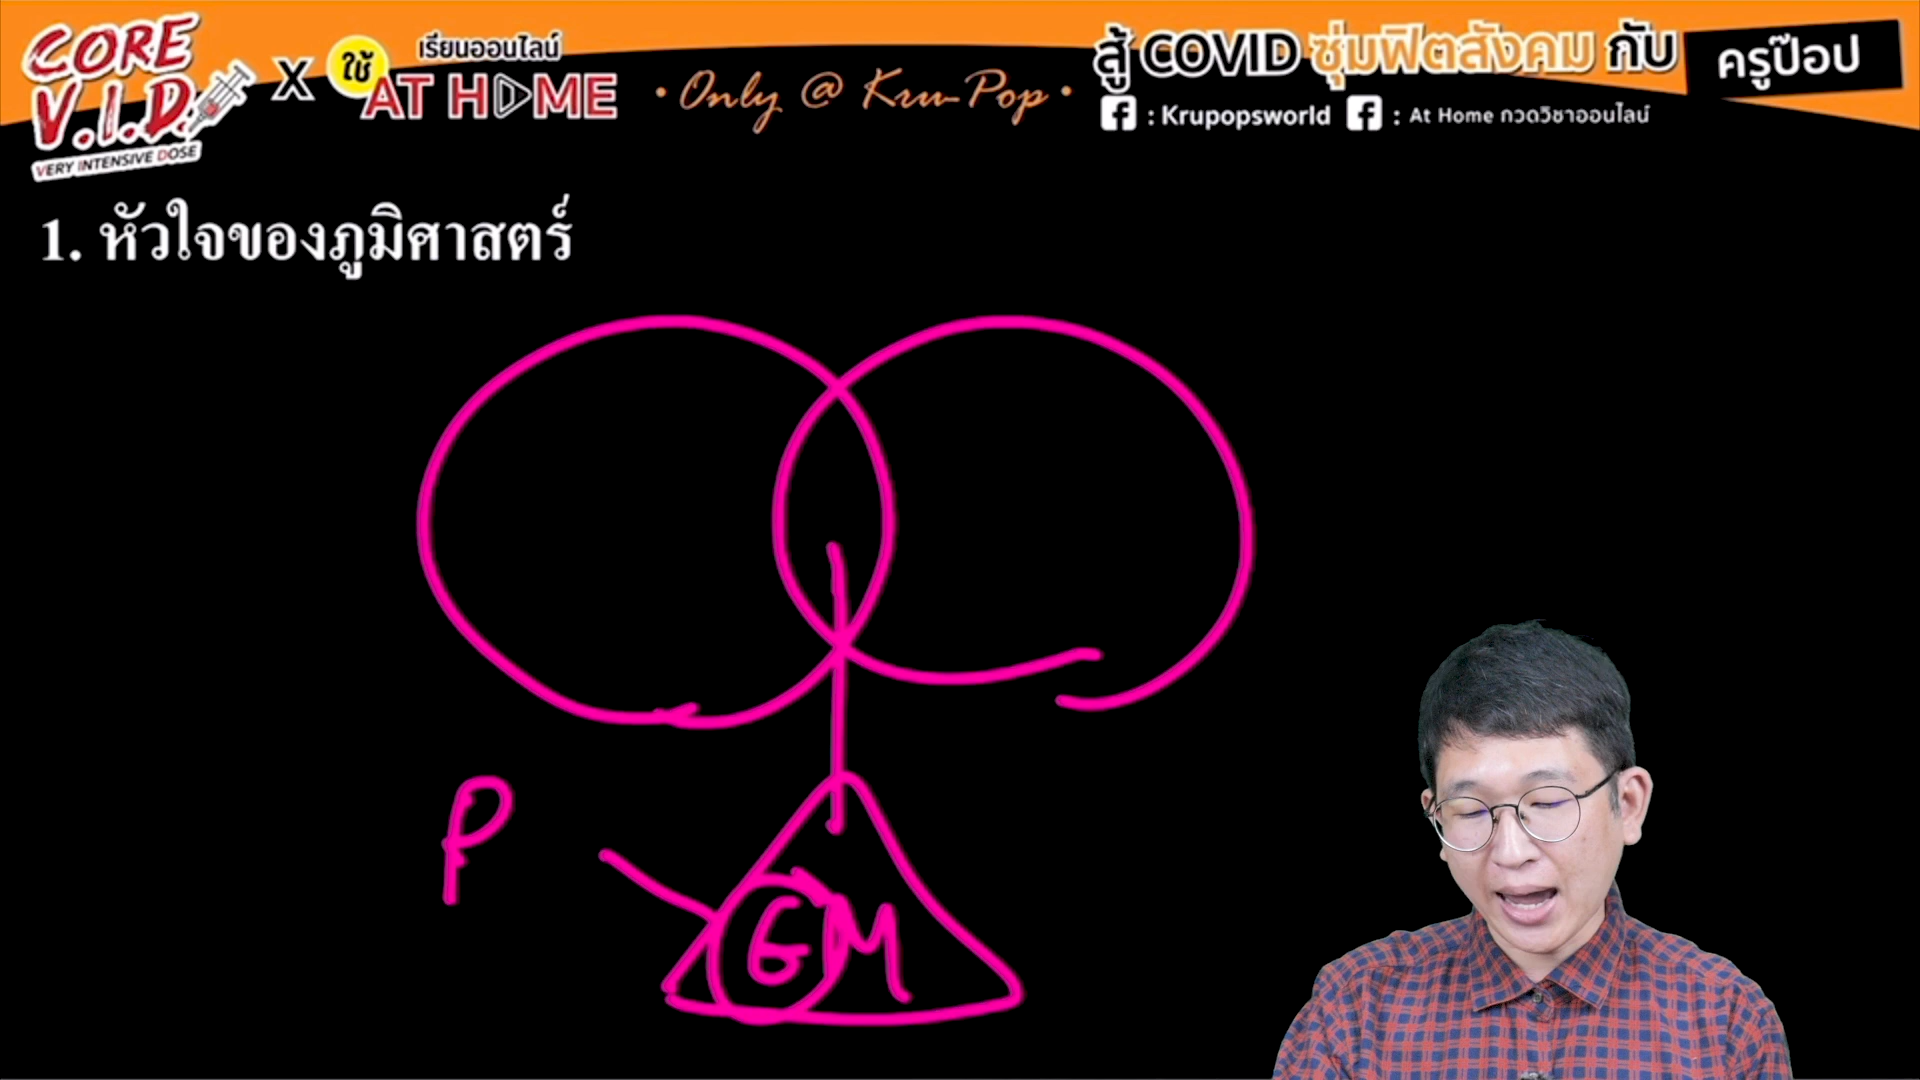 CORE
V.I.D.
VERY INTENSIVE DOSE
X
ใช้
เรียนออนไลน์
AT HOME
• Only @ Kru-Pop •
สู้ COVID ซุ่มฟิตสังคม กับ ครูป๊อป
: Krupopsworld : At Home กวดวิชาออนไลน์
1. หัวใจของภูมิศาสตร์
P
GM